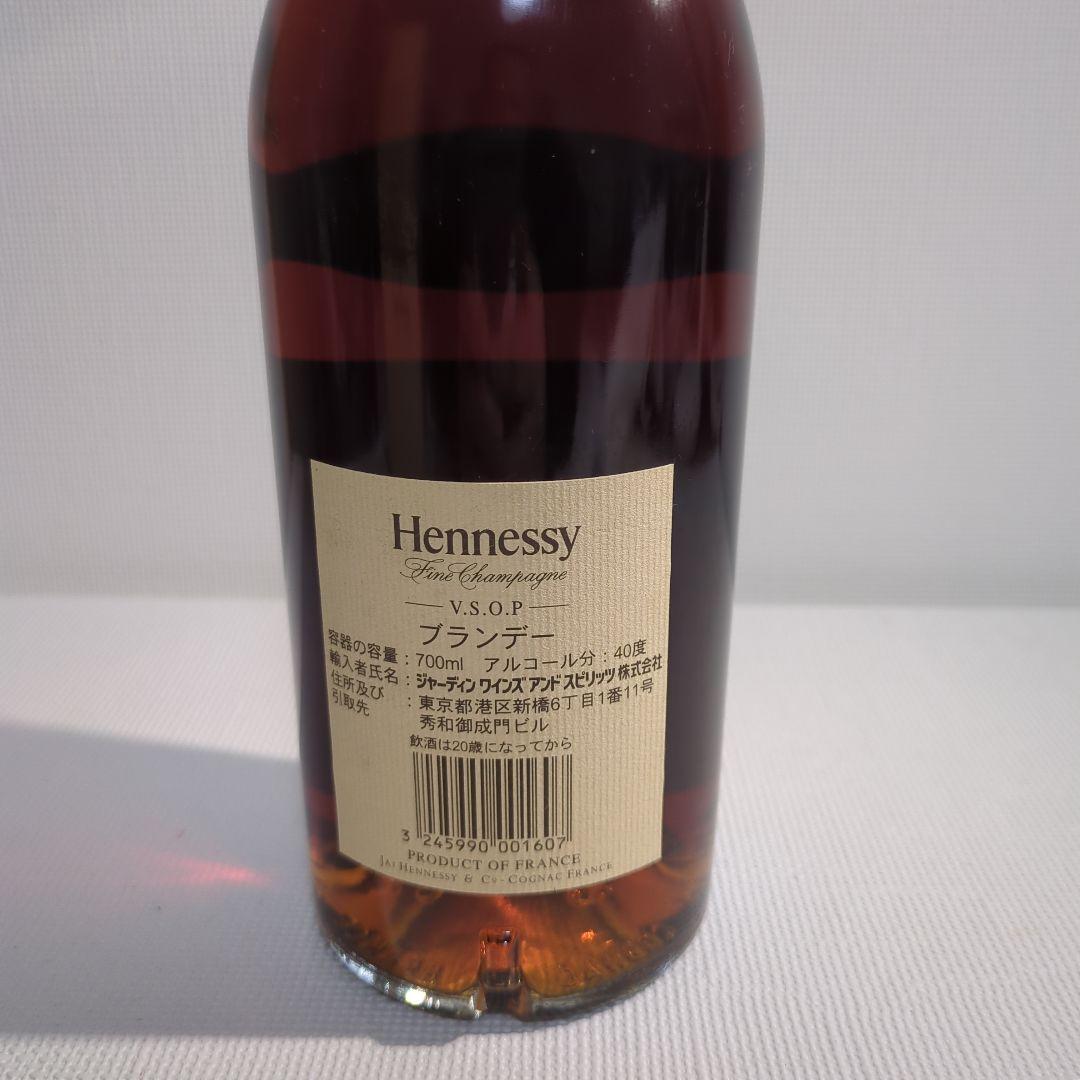 Hennessy
Fine Champagne
V.S.O.P
ブランデー
容器の容量：700ml アルコール分：40度
輸入者氏名：ジャーディン ワインズ アンド スピリッツ 株式会社
住所及び引取先：東京都港区新橋6丁目1番11号
秀和御成門ビル
飲酒は20歳になってから
3 245990 001607
PRODUCT OF FRANCE
JAS HENNESSY & Co - COGNAC FRANCE